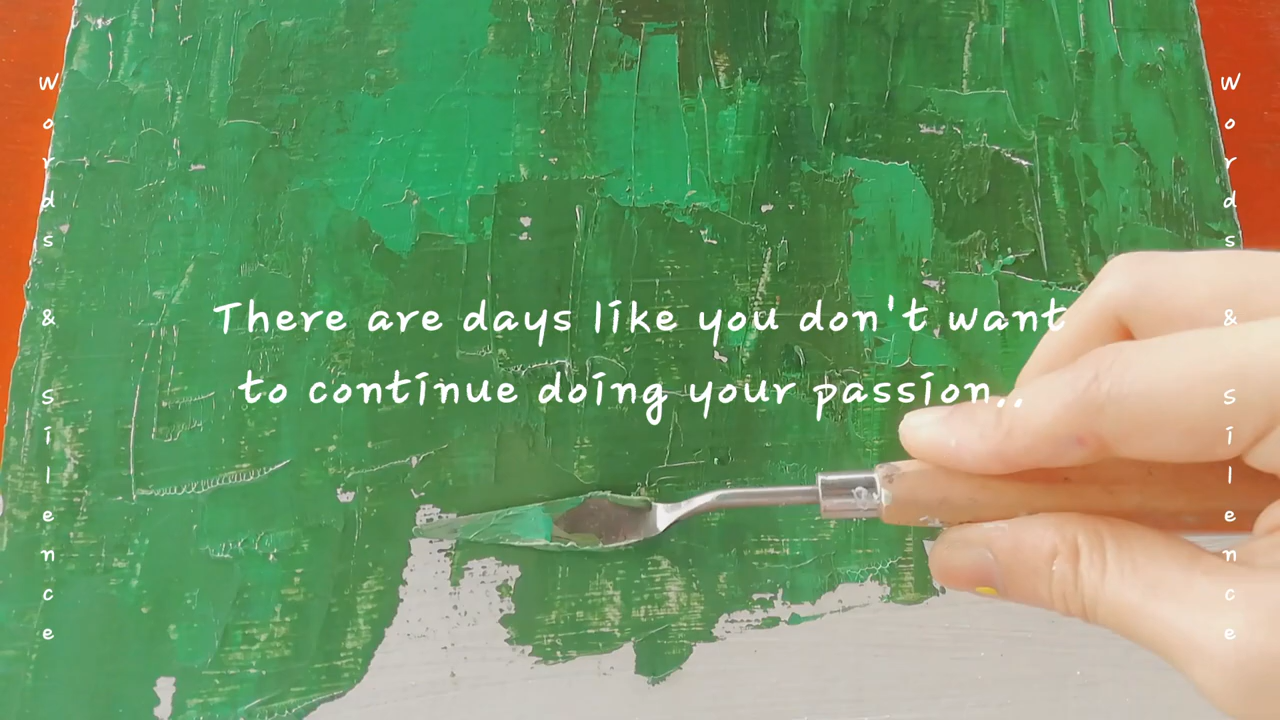 Words & Silence
There are days like you don't want
to continue doing your passion..
Words & Silence